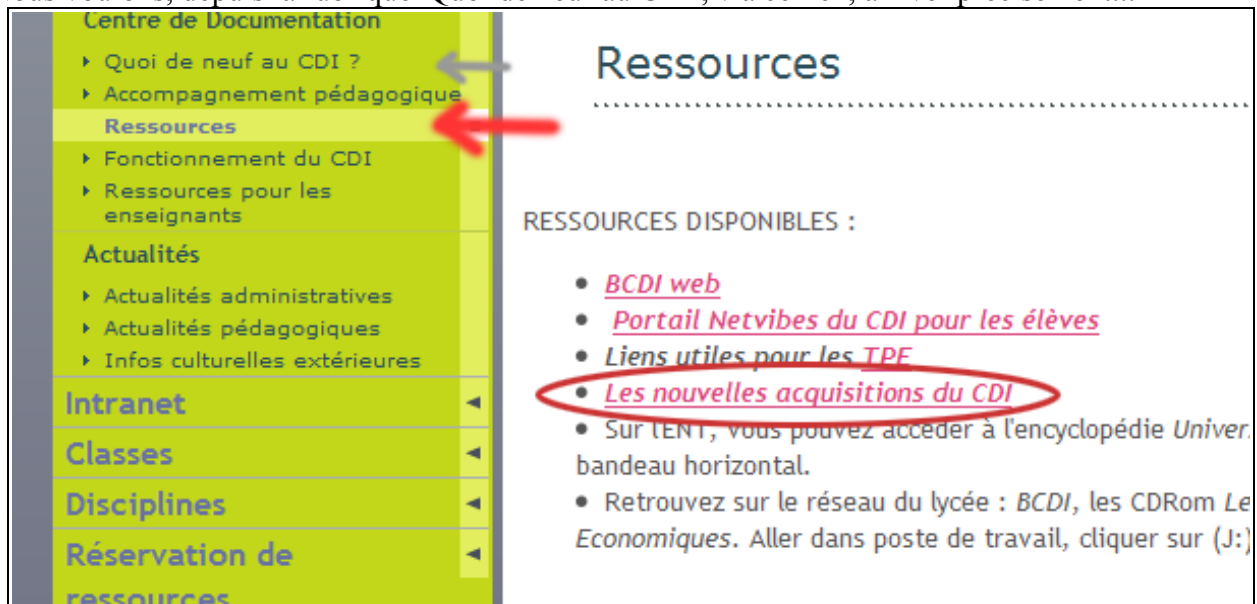 Centre de Documentation
Quoi de neuf au CDI ?
Accompagnement pédagogique
Ressources
Fonctionnement du CDI
Ressources pour les
enseignants
Actualités
Actualités administratives
Actualités pédagogiques
Infos culturelles extérieures
Intranet
Classes
Disciplines
Réservation de
ressources
Ressources
RESSOURCES DISPONIBLES :
• BCDI web
• Portail Netvibes du CDI pour les élèves
• Liens utiles pour les TPE
• Les nouvelles acquisitions du CDI
• Sur l'ENT, vous pouvez accéder à l'encyclopédie Univer
bandeau horizontal.
• Retrouvez sur le réseau du lycée : BCDI, les CDRom Le
Economiques. Aller dans poste de travail, cliquer sur (J:)